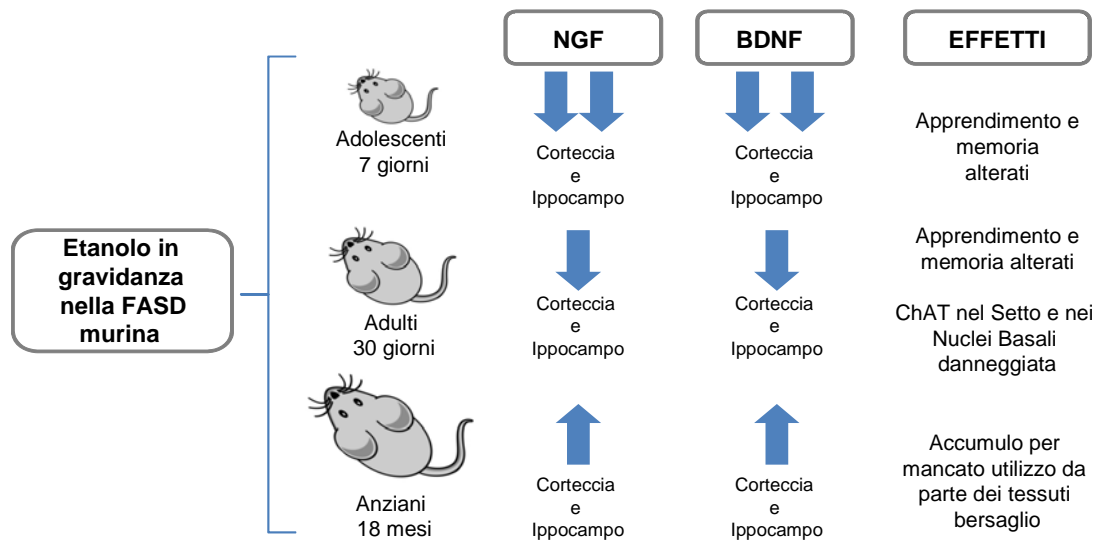 NGF
BDNF
EFFETTI
Etanolo in
gravidanza
nella FASD
murina
Adolescenti
7 giorni
Corteccia
e
Ippocampo
Corteccia
e
Ippocampo
Apprendimento e
memoria
alterati
Adulti
30 giorni
Corteccia
e
Ippocampo
Corteccia
e
Ippocampo
Apprendimento e
memoria alterati
ChAT nel Setto e nei
Nuclei Basali
danneggiata
Anziani
18 mesi
Corteccia
e
Ippocampo
Corteccia
e
Ippocampo
Accumulo per
mancato utilizzo da
parte dei tessuti
bersaglio